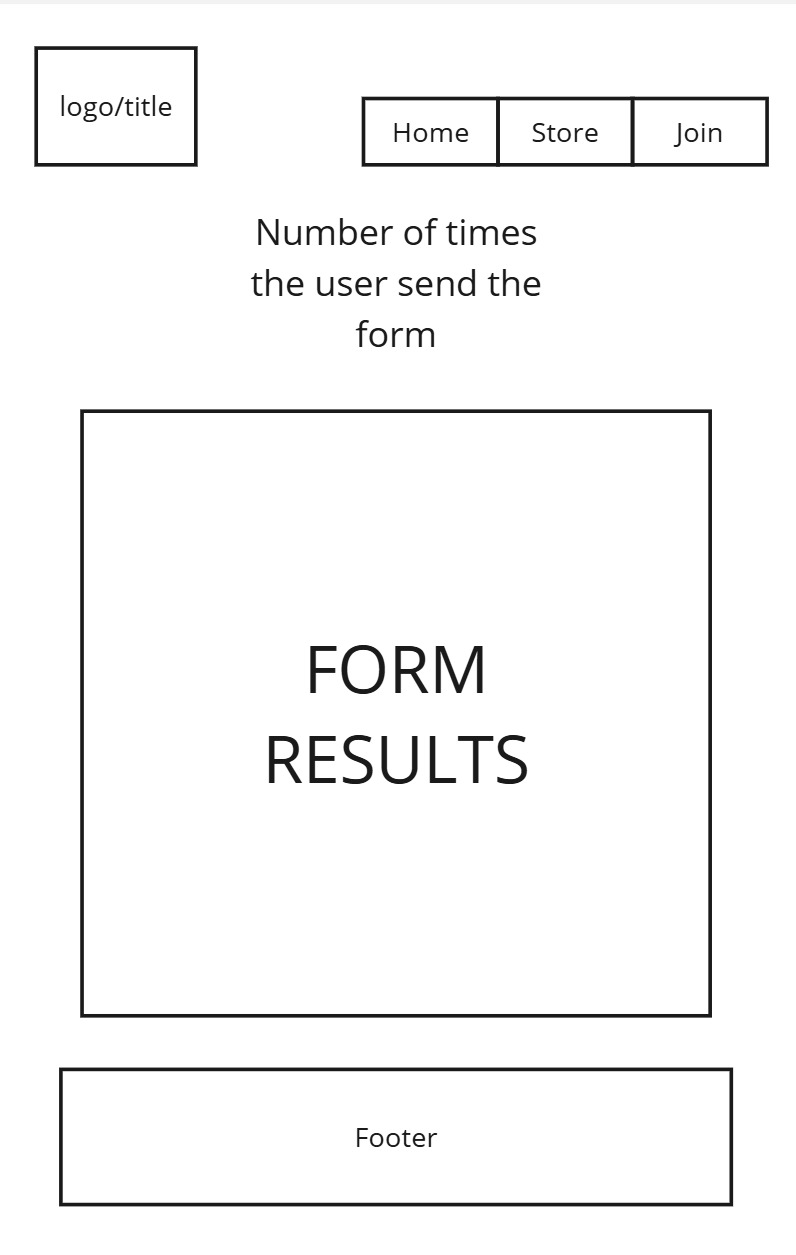 logo/title
Home Store Join
Number of times
the user send the
form
FORM
RESULTS
Footer